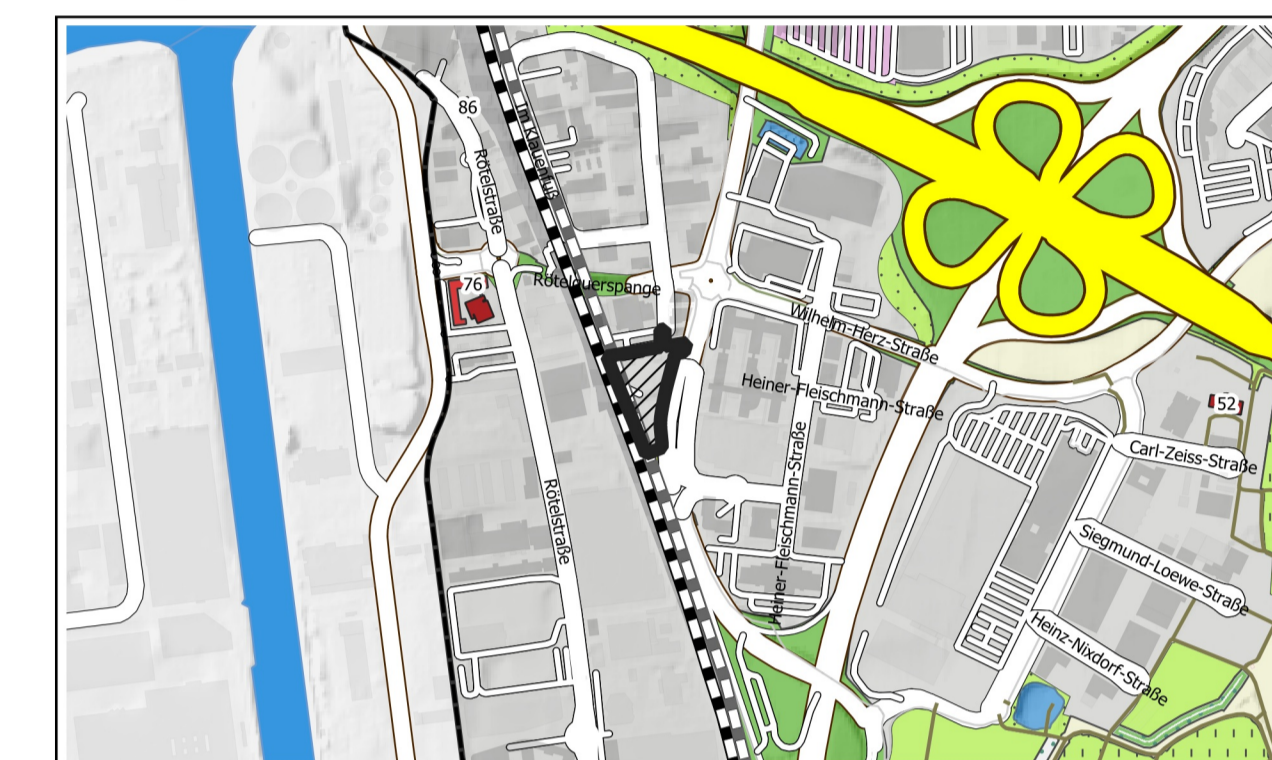 86
Im Klauenfuß
Rötelstraße
76
Rötelquerspange
Wilhelm-Herz-Straße
Heiner-Fleischmann-Straße
52
Carl-Zeiss-Straße
Rötelstraße
Heiner-Fleischmann-Straße
Siegmund-Loewe-Straße
Heinz-Nixdorf-Straße